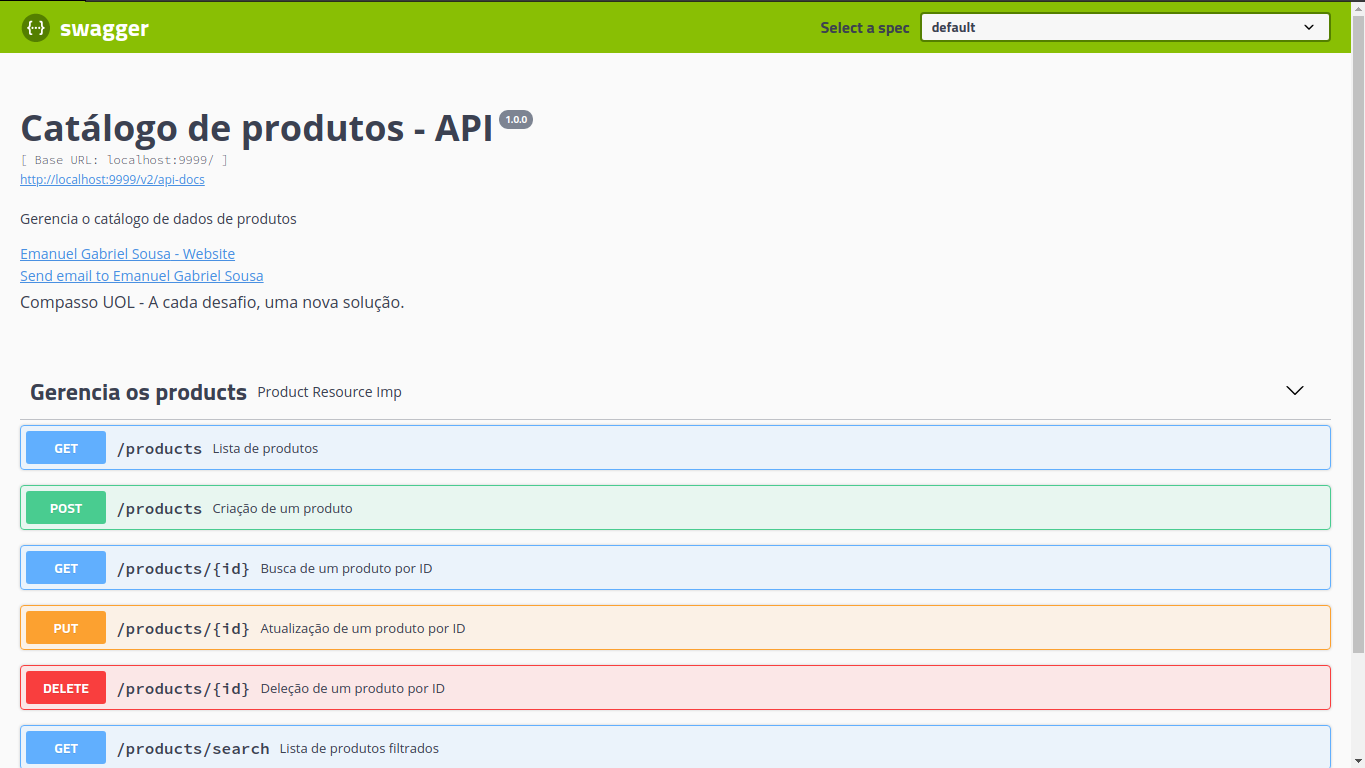 {···} swagger Select a spec default
Catálogo de produtos - API 1.0.0
[ Base URL: localhost:9999/ ]
http://localhost:9999/v2/api-docs
Gerencia o catálogo de dados de produtos
Emanuel Gabriel Sousa - Website
Send email to Emanuel Gabriel Sousa
Compasso UOL - A cada desafio, uma nova solução.
Gerencia os products Product Resource Imp
GET /products Lista de produtos
POST /products Criação de um produto
GET /products/{id} Busca de um produto por ID
PUT /products/{id} Atualização de um produto por ID
DELETE /products/{id} Deleção de um produto por ID
GET /products/search Lista de produtos filtrados